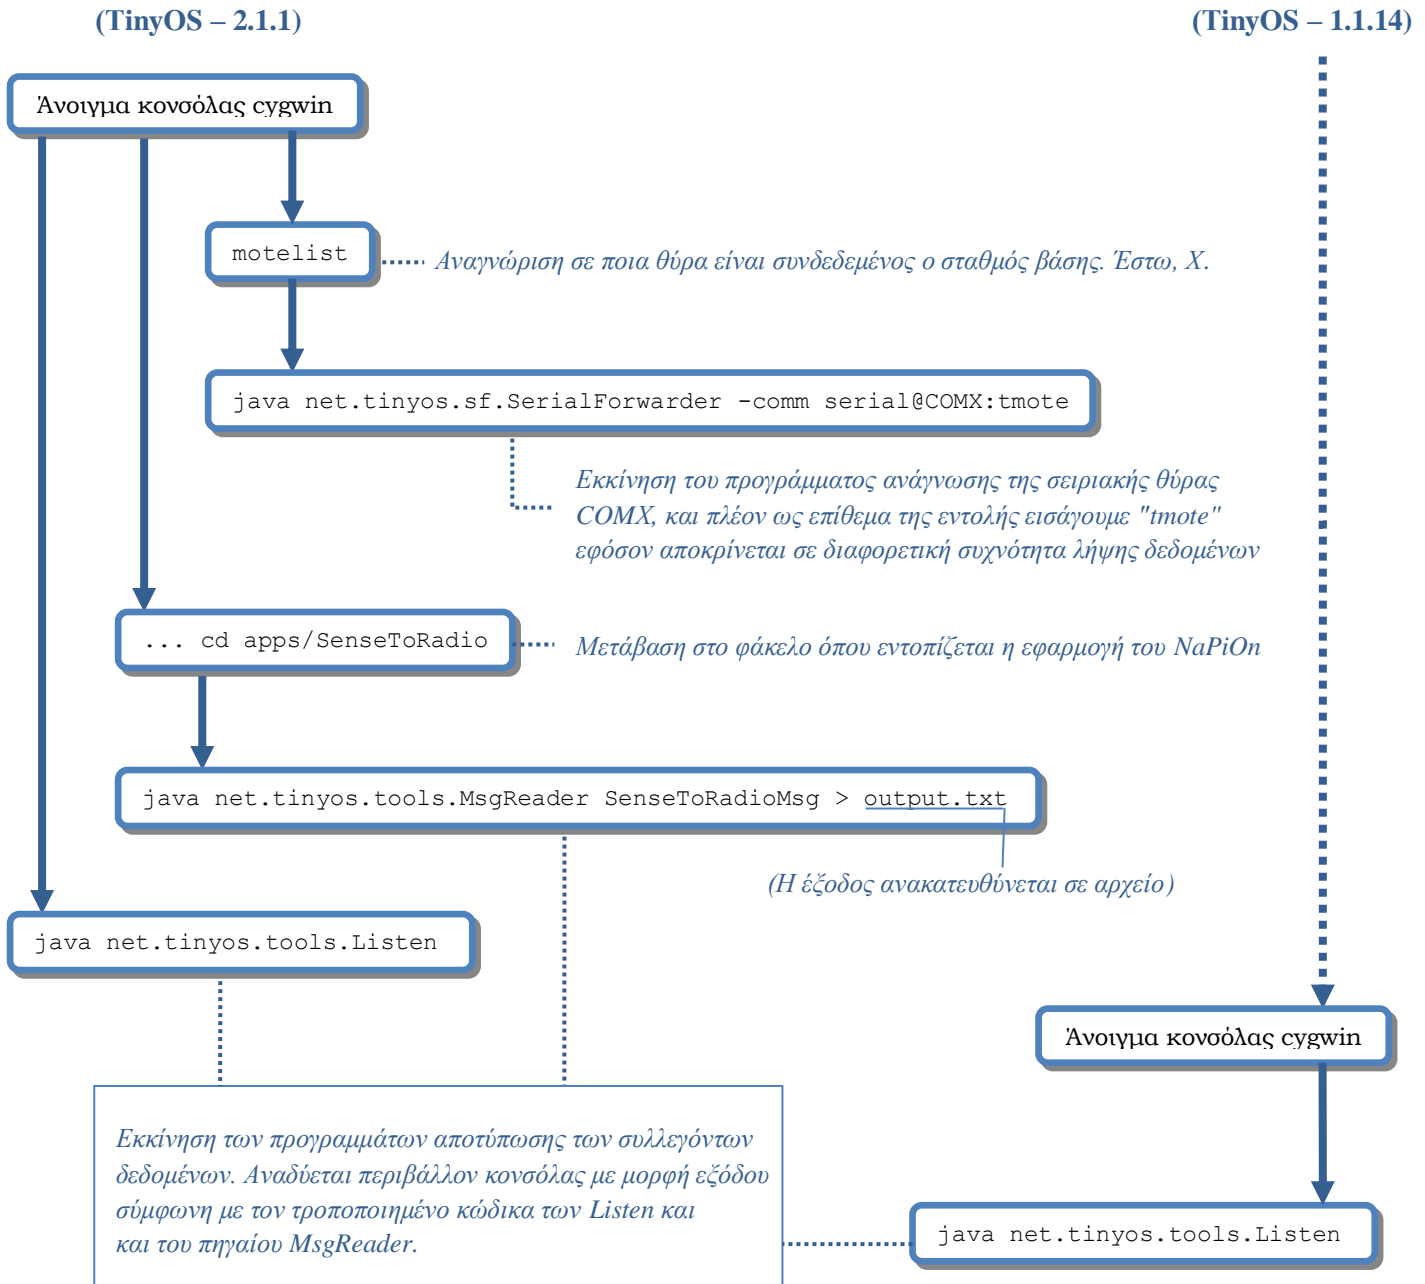 (TinyOS – 2.1.1)
(TinyOS – 1.1.14)
Άνοιγμα κονσόλας cygwin
motelist
Αναγνώριση σε ποια θύρα είναι συνδεδεμένος ο σταθμός βάσης. Έστω, Χ.
java net.tinyos.sf.SerialForwarder -comm serial@COMX:tmote
Εκκίνηση του προγράμματος ανάγνωσης της σειριακής θύρας
COMX, και πλέον ως επίθεμα της εντολής εισάγουμε "tmote"
εφόσον αποκρίνεται σε διαφορετική συχνότητα λήψης δεδομένων
... cd apps/SenseToRadio
Μετάβαση στο φάκελο όπου εντοπίζεται η εφαρμογή του NaPiOn
java net.tinyos.tools.MsgReader SenseToRadioMsg > output.txt
(Η έξοδος ανακατευθύνεται σε αρχείο)
java net.tinyos.tools.Listen
Άνοιγμα κονσόλας cygwin
Εκκίνηση των προγραμμάτων αποτύπωσης των συλλεγόντων
δεδομένων. Αναδύεται περιβάλλον κονσόλας με μορφή εξόδου
σύμφωνη με τον τροποποιημένο κώδικα των Listen και
και του πηγαίου MsgReader.
java net.tinyos.tools.Listen